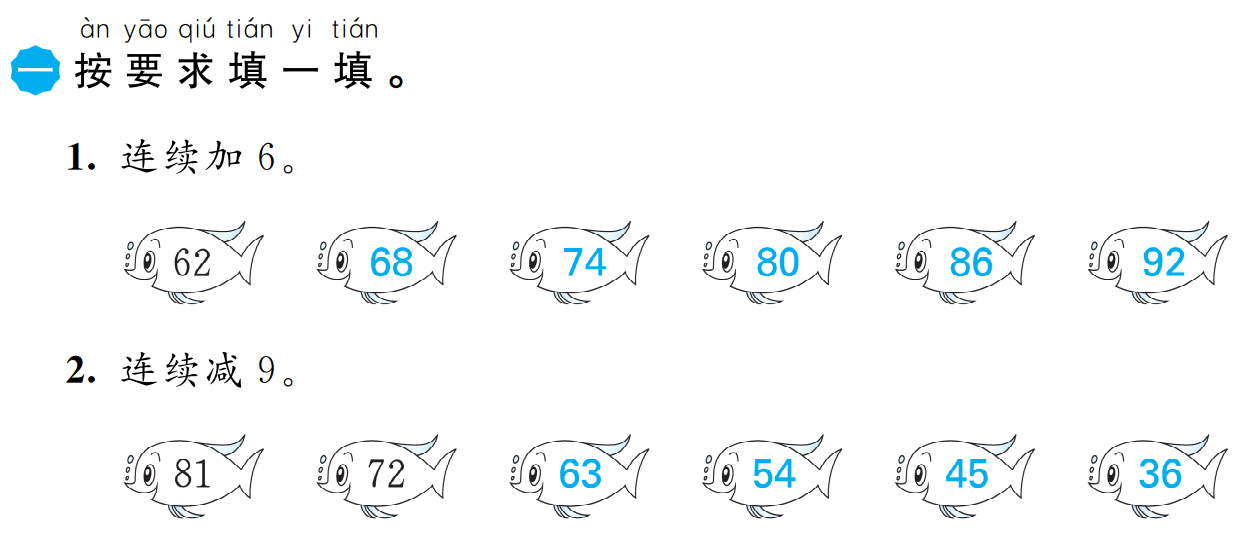 àn yāo qiú tián yi tián
一 按要求填一填。
1. 连续加 6。
62 68 74 80 86 92
2. 连续减 9。
81 72 63 54 45 36